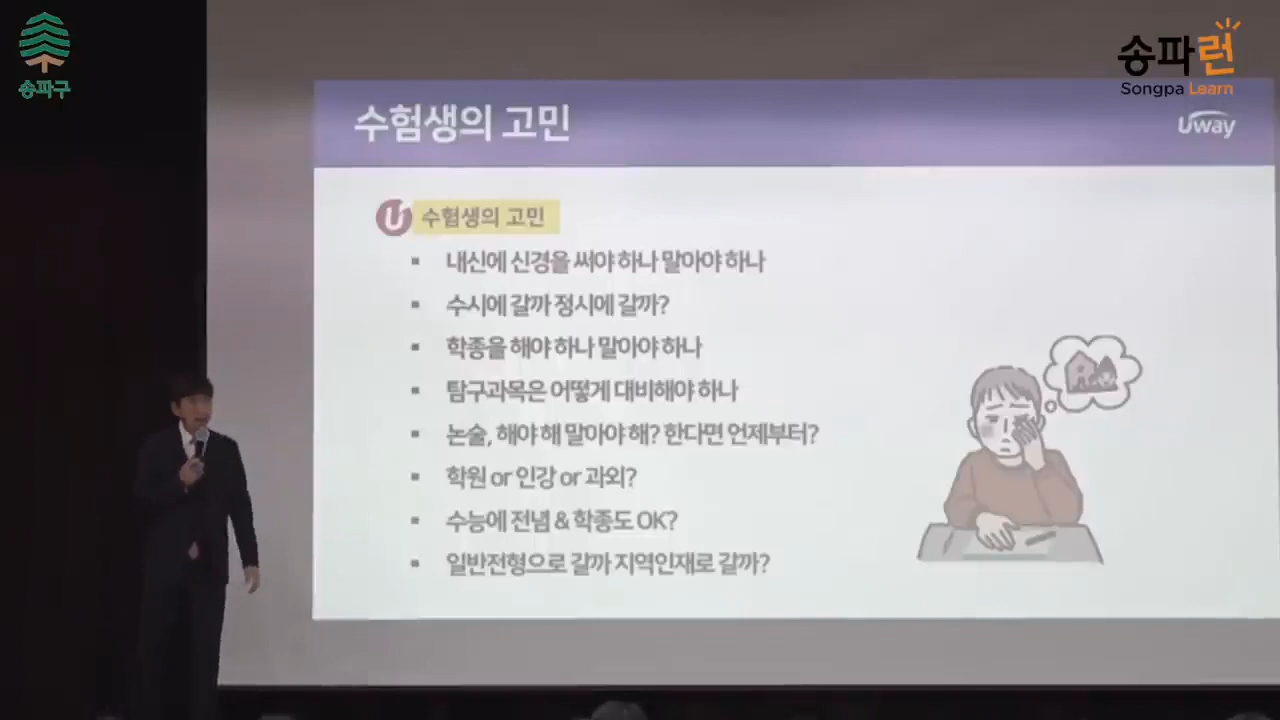 송파구
송파런
Songpa Learn
수험생의 고민
Uway
U 수험생의 고민
▪ 내신에 신경을 써야 하나 말아야 하나
▪ 수시에 갈까 정시에 갈까?
▪ 학종을 해야 하나 말아야 하나
▪ 탐구과목은 어떻게 대비해야 하나
▪ 논술, 해야 해 말아야 해? 한다면 언제부터?
▪ 학원 or 인강 or 과외?
▪ 수능에 전념 & 학종도 OK?
▪ 일반전형으로 갈까 지역인재로 갈까?